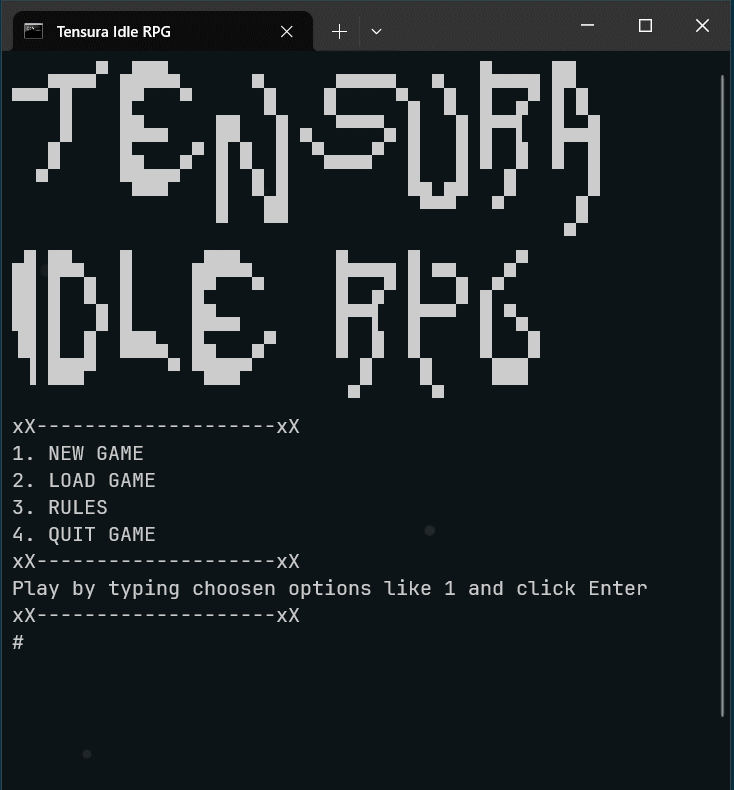 Tensura Idle RPG
TENSURA
IDLE RPG
xX--------------------xX
1. NEW GAME
2. LOAD GAME
3. RULES
4. QUIT GAME
xX--------------------xX
Play by typing choosen options like 1 and click Enter
xX--------------------xX
#